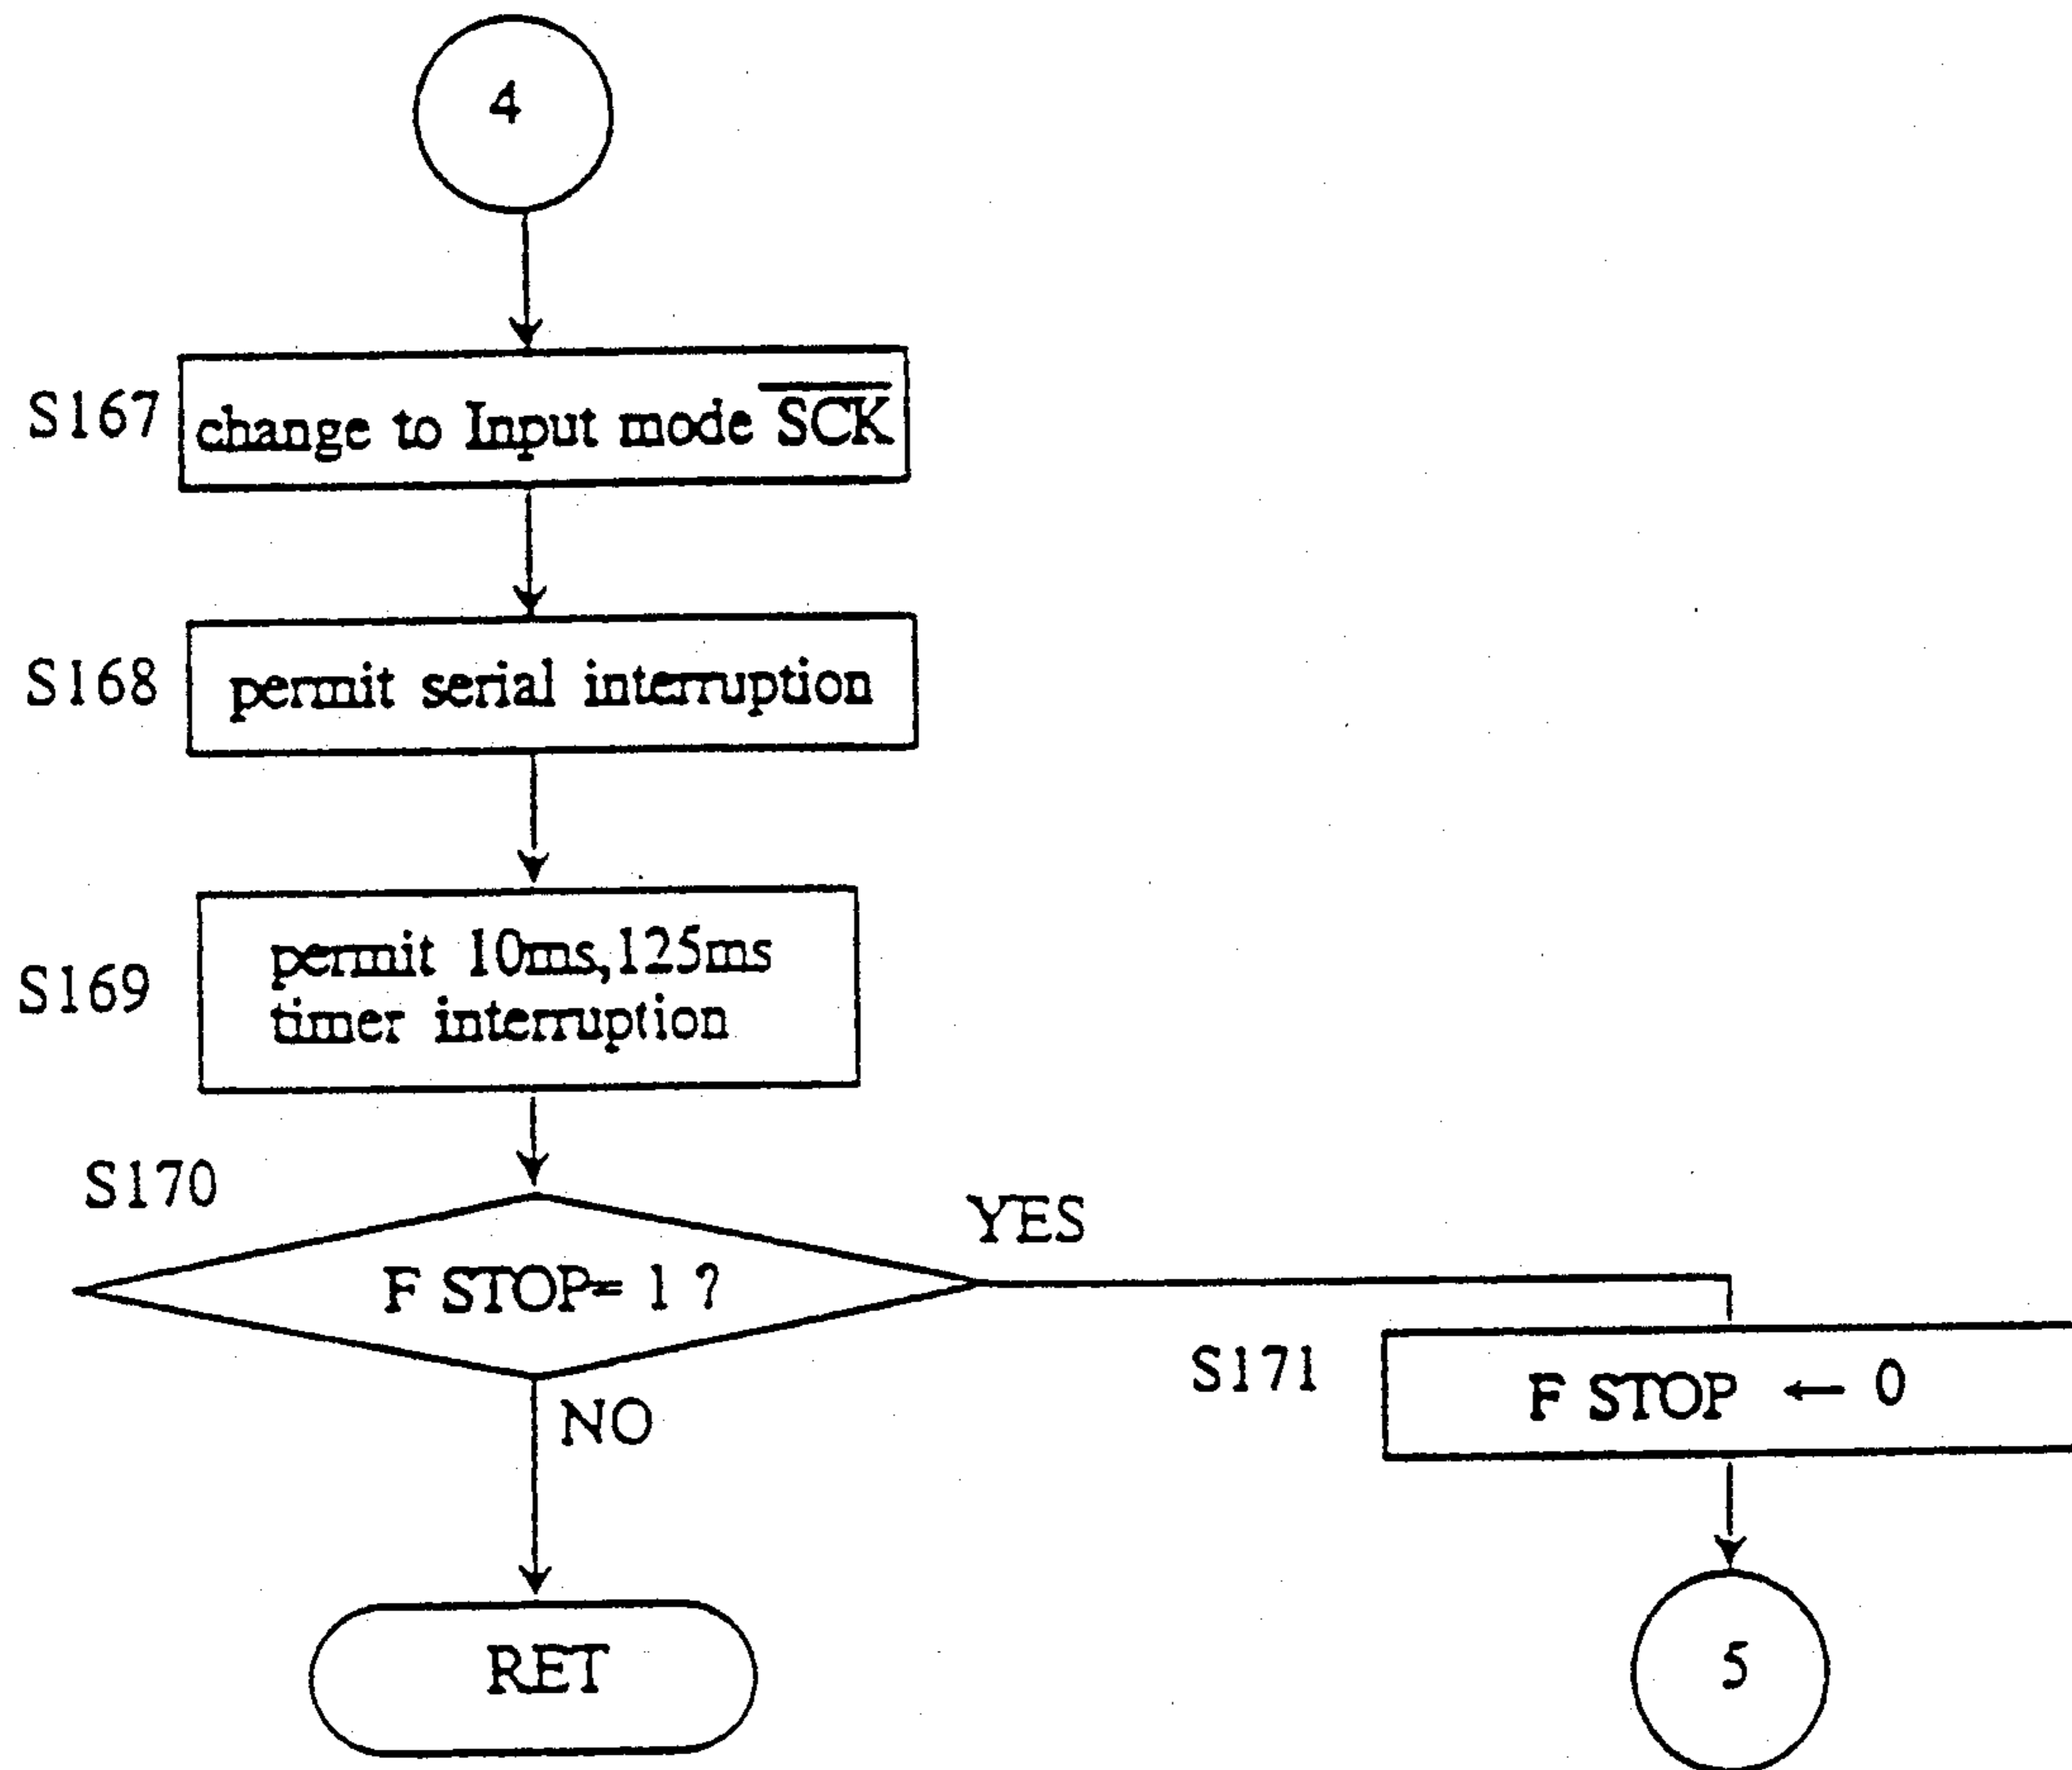 4
S167
change to Input mode S̅C̅K̅
S168
permit serial interruption
S169
permit 10ms,125ms
timer interruption
S170
F STOP= 1 ?
YES
NO
S171
F STOP ← 0
RET
5